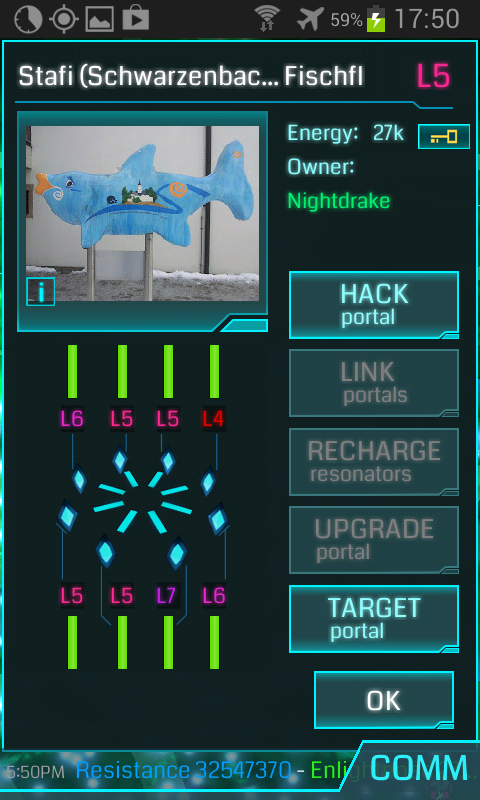 59% 17:50
Stafi (Schwarzenbac... Fischfl L5
Energy: 27k
Owner:
Nightdrake
i
HACK
portal
LINK
portals
RECHARGE
resonators
UPGRADE
portal
TARGET
portal
L6 L5 L5 L4
L5 L5 L7 L6
OK
5:50PM Resistance 32547370 - Enli
COMM